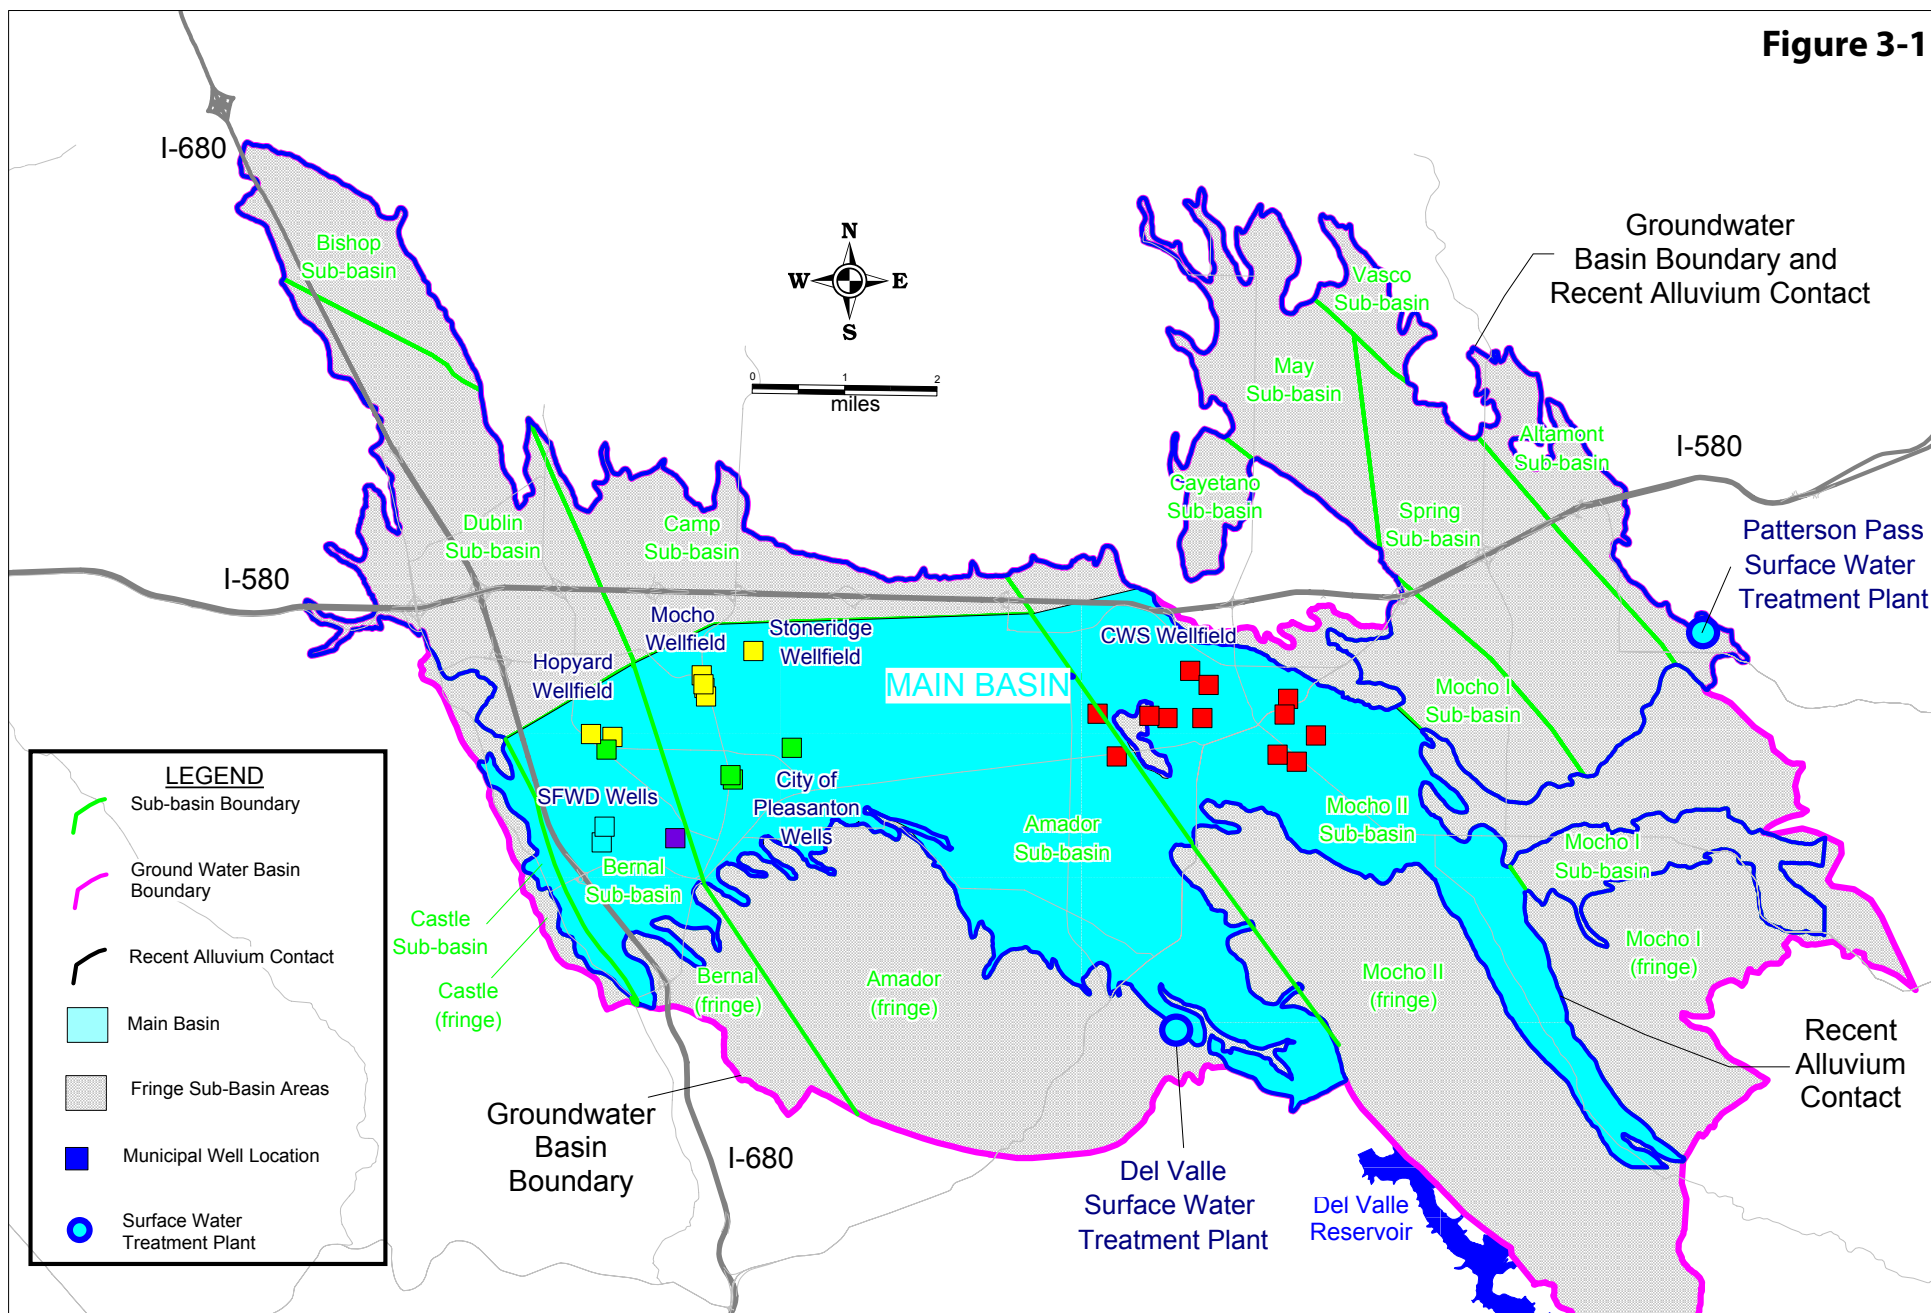 Figure 3-1
I-680
Bishop
Sub-basin
N
W
E
S
0
1
2
miles
Groundwater
Basin Boundary and
Recent Alluvium Contact
Vasco
Sub-basin
May
Sub-basin
Altamont
Sub-basin
I-580
Cayetano
Sub-basin
Spring
Sub-basin
Dublin
Sub-basin
Camp
Sub-basin
I-580
Patterson Pass
Surface Water
Treatment Plant
Mocho
Wellfield
Stoneridge
Wellfield
CWS Wellfield
Hopyard
Wellfield
MAIN BASIN
Mocho I
Sub-basin
SFWD Wells
City of
Pleasanton
Wells
Amador
Sub-basin
Mocho II
Sub-basin
Mocho I
Sub-basin
Bernal
Sub-basin
Castle
Sub-basin
Castle
(fringe)
Bernal
(fringe)
Amador
(fringe)
Mocho II
(fringe)
Mocho I
(fringe)
Recent
Alluvium
Contact
Groundwater
Basin
Boundary
I-680
Del Valle
Surface Water
Treatment Plant
Del Valle
Reservoir
LEGEND
Sub-basin Boundary
Ground Water Basin
Boundary
Recent Alluvium Contact
Main Basin
Fringe Sub-Basin Areas
Municipal Well Location
Surface Water
Treatment Plant